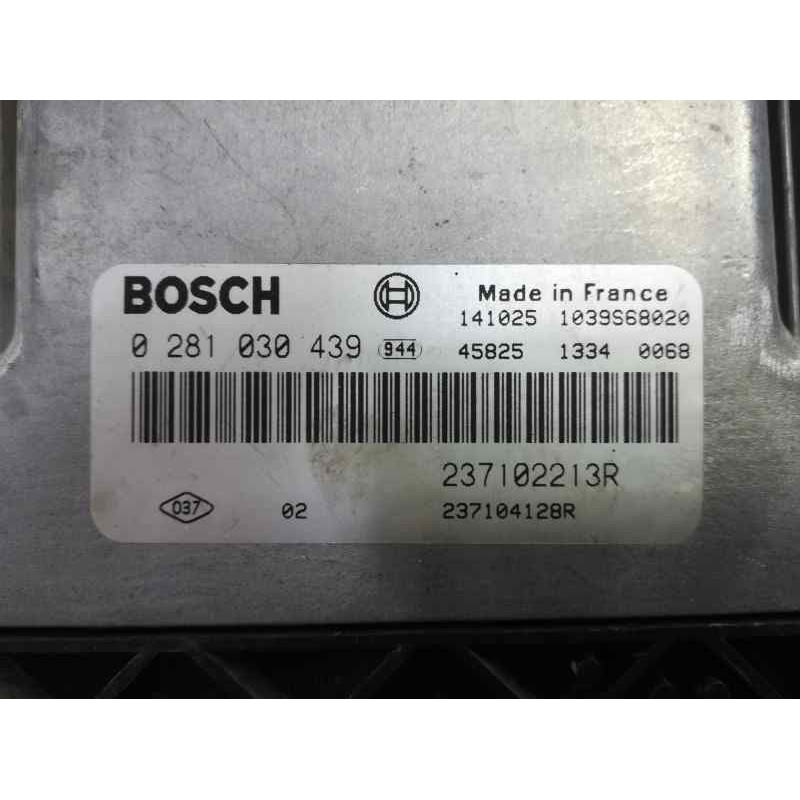 BOSCH Made in France
141025 1039S68020
0 281 030 439 944 45825 1334 0068
237102213R
037 02 237104128R